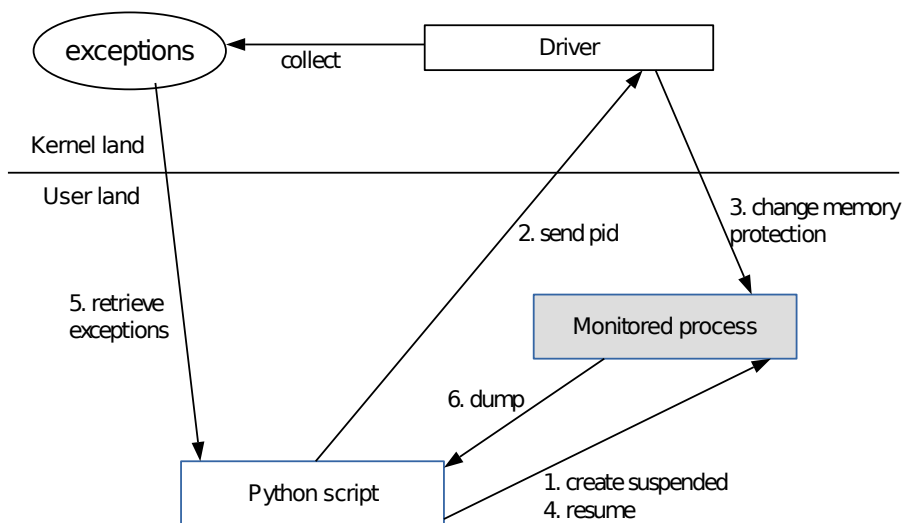 exceptions
collect
Driver
Kernel land
User land
2. send pid
3. change memory
protection
5. retrieve
exceptions
Monitored process
6. dump
Python script
1. create suspended
4. resume